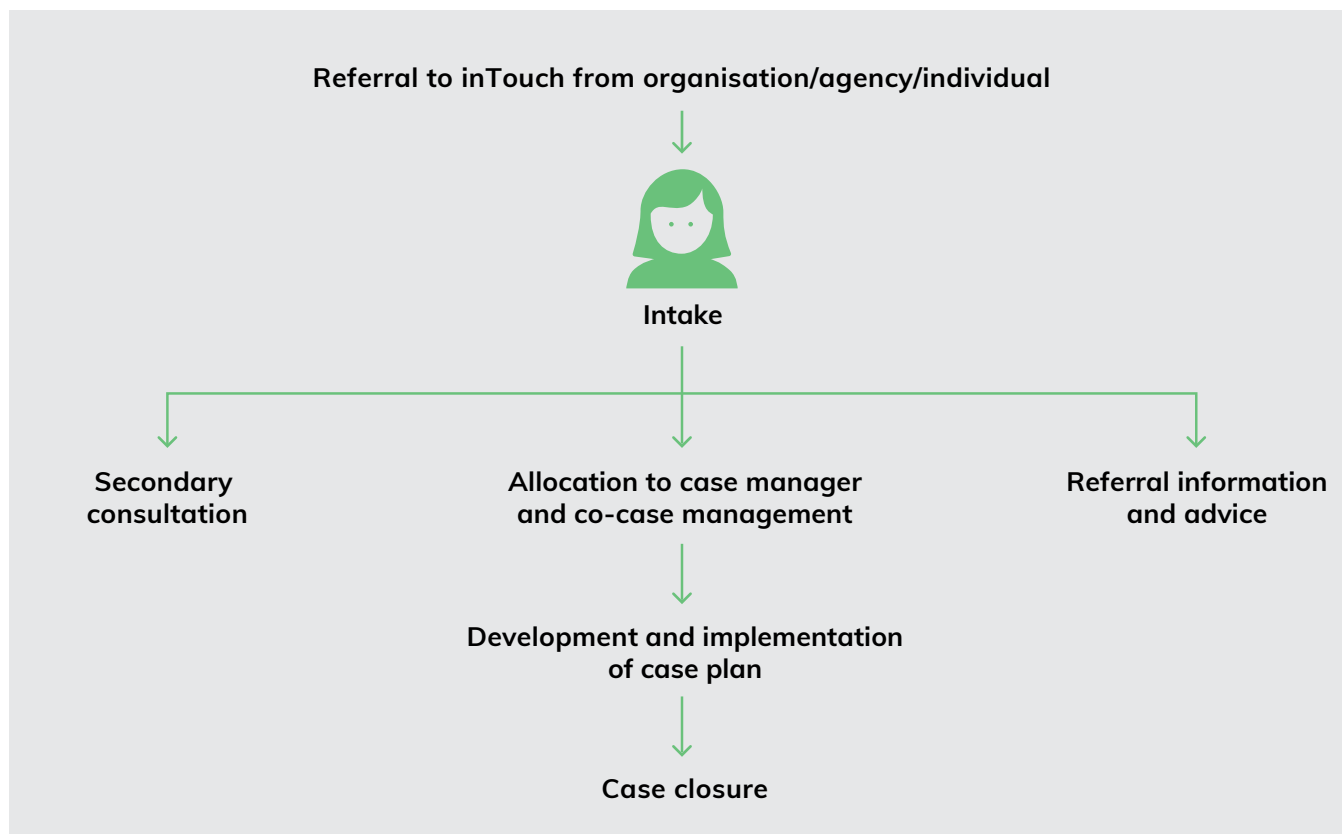 Referral to inTouch from organisation/agency/individual
Intake
Secondary
consultation
Allocation to case manager
and co-case management
Referral information
and advice
Development and implementation
of case plan
Case closure